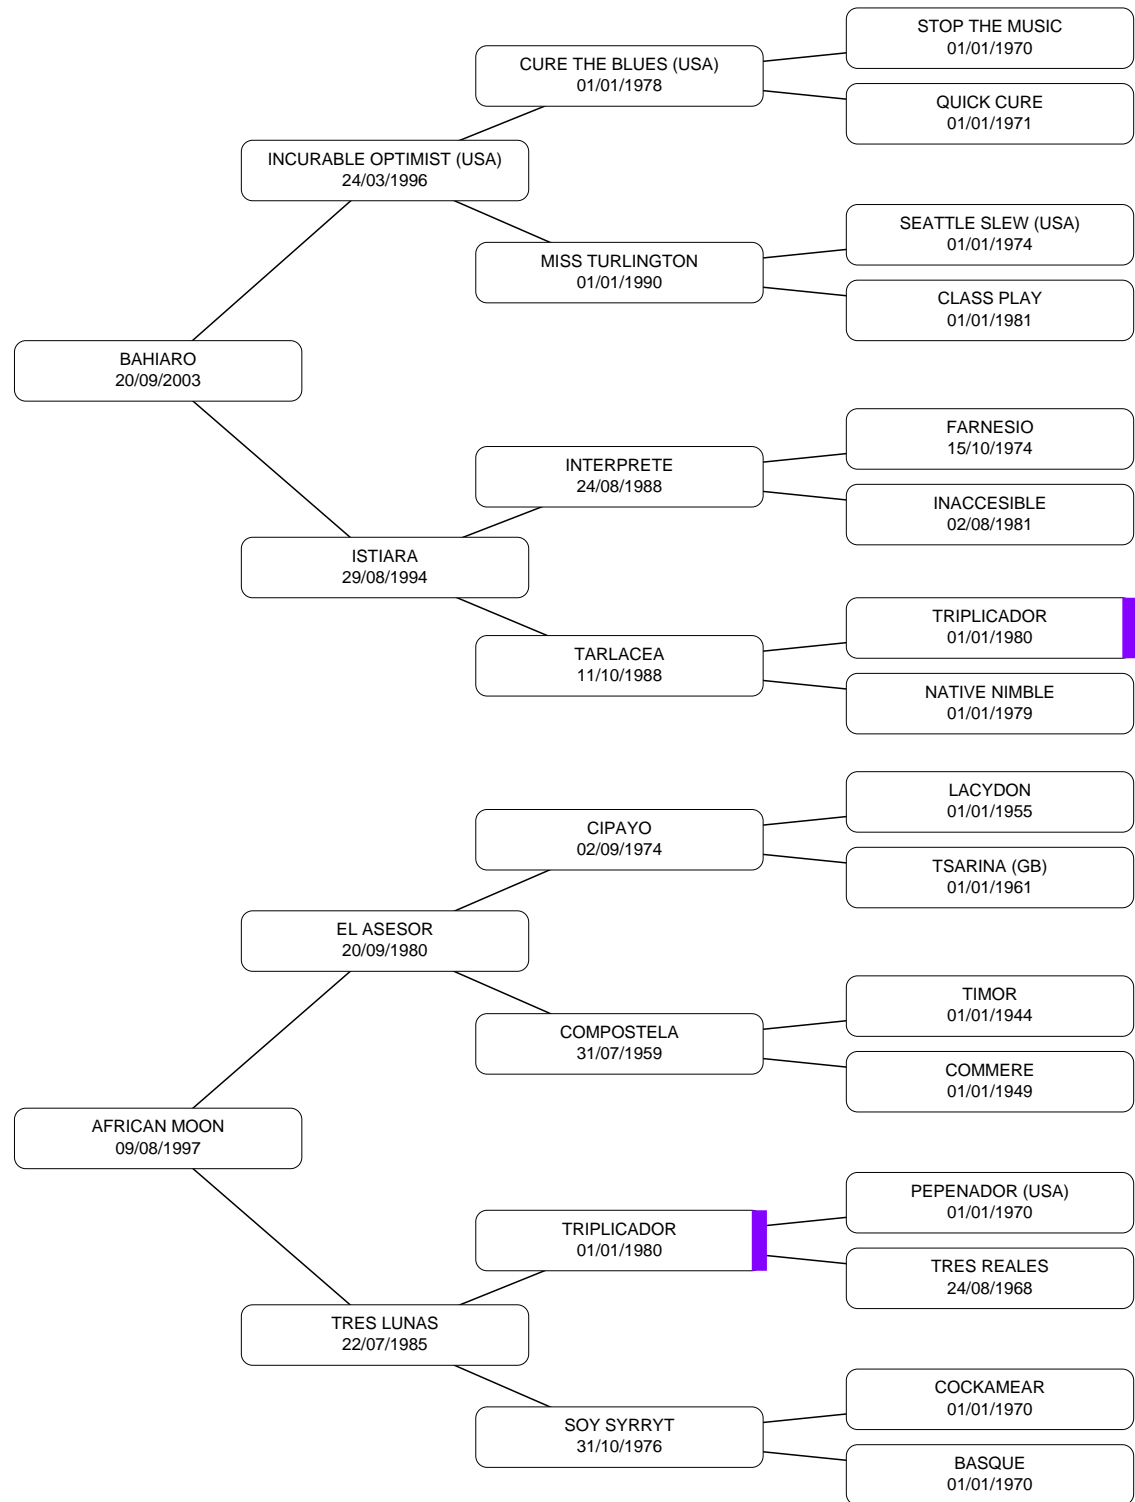 STOP THE MUSIC
01/01/1970
CURE THE BLUES (USA)
01/01/1978
QUICK CURE
01/01/1971
INCURABLE OPTIMIST (USA)
24/03/1996
SEATTLE SLEW (USA)
01/01/1974
MISS TURLINGTON
01/01/1990
CLASS PLAY
01/01/1981
BAHIARO
20/09/2003
FARNESIO
15/10/1974
INTERPRETE
24/08/1988
INACCESIBLE
02/08/1981
ISTIARA
29/08/1994
TRIPLICADOR
01/01/1980
TARLACEA
11/10/1988
NATIVE NIMBLE
01/01/1979
LACYDON
01/01/1955
CIPAYO
02/09/1974
TSARINA (GB)
01/01/1961
EL ASESOR
20/09/1980
TIMOR
01/01/1944
COMPOSTELA
31/07/1959
COMMERE
01/01/1949
AFRICAN MOON
09/08/1997
PEPENADOR (USA)
01/01/1970
TRIPLICADOR
01/01/1980
TRES REALES
24/08/1968
TRES LUNAS
22/07/1985
COCKAMEAR
01/01/1970
SOY SYRRYT
31/10/1976
BASQUE
01/01/1970